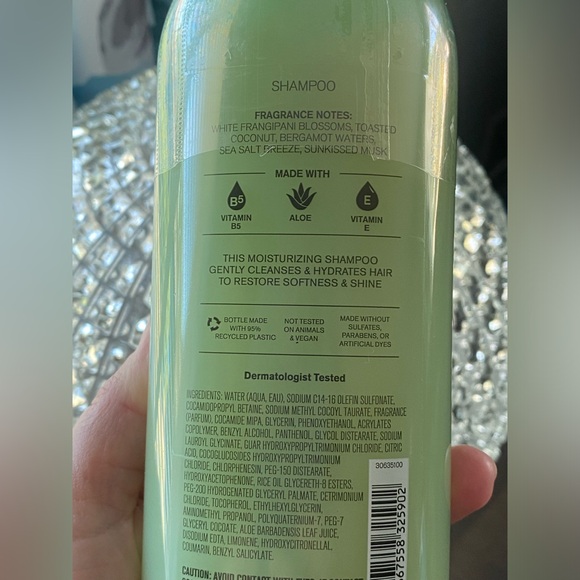 SHAMPOO
FRAGRANCE NOTES:
WHITE FRANGIPANI BLOSSOMS, TOASTED
COCONUT, BERGAMOT WATERS,
SEA SALT BREEZE, SUNKISSED MUSK
MADE WITH
B5
E
VITAMIN
B5
ALOE
VITAMIN
E
THIS MOISTURIZING SHAMPOO
GENTLY CLEANSES & HYDRATES HAIR
TO RESTORE SOFTNESS & SHINE
BOTTLE MADE
WITH 95%
RECYCLED PLASTIC
NOT TESTED
ON ANIMALS
& VEGAN
MADE WITHOUT
SULFATES,
PARABENS, OR
ARTIFICIAL DYES
Dermatologist Tested
INGREDIENTS: WATER (AQUA, EAU), SODIUM C14-16 OLEFIN SULFONATE,
COCAMIDOPROPYL BETAINE, SODIUM METHYL COCOYL TAURATE, FRAGRANCE
(PARFUM), COCAMIDE MIPA, GLYCERIN, PHENOXYETHANOL, ACRYLATES
COPOLYMER, BENZYL ALCOHOL, PANTHENOL, GLYCOL DISTEARATE, SODIUM
LAUROYL GLYCINATE, GUAR HYDROXYPROPYLTRIMONIUM CHLORIDE, CITRIC
ACID, COCOGLUCOSIDES HYDROXYPROPYLTRIMONIUM
CHLORIDE, CHLORPHENESIN, PEG-150 DISTEARATE,
HYDROXYACETOPHENONE, RICE OIL GLYCERETH-8 ESTERS,
PEG-200 HYDROGENATED GLYCERYL PALMATE, CETRIMONIUM
CHLORIDE, TOCOPHEROL, ETHYLHEXYLGLYCERIN,
AMINOMETHYL PROPANOL, POLYQUATERNIUM-7, PEG-7
GLYCERYL COCOATE, ALOE BARBADENSIS LEAF JUICE,
DISODIUM EDTA, LIMONENE, HYDROXYCITRONELLAL,
COUMARIN, BENZYL SALICYLATE.
30635100
67558 325902
CAUTION: AVOID CONTACT WITH EYES.